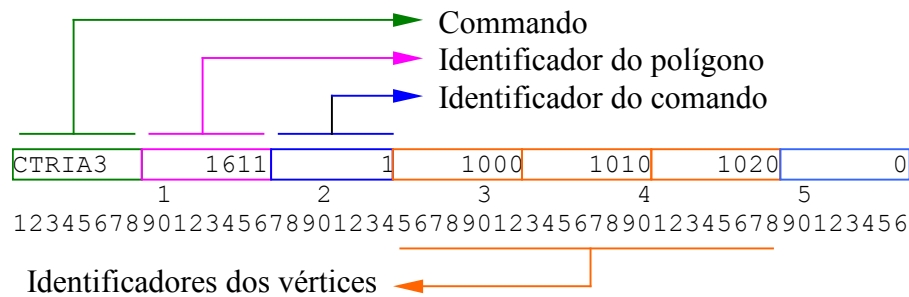 Commando
Identificador do polígono
Identificador do comando
CTRIA3 1611 1 1000 1010 1020 0
1 2 3 4 5
12345678901234567890123456789012345678901234567890123456
Identificadores dos vértices